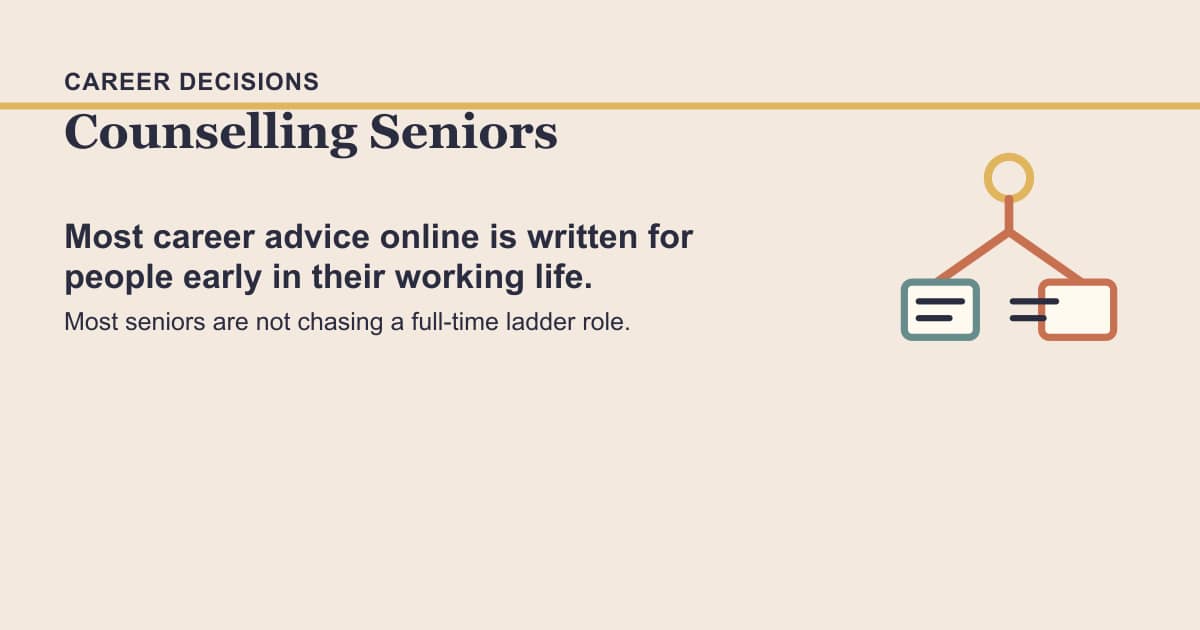 CAREER DECISIONS
Counselling Seniors
Most career advice online is written for
people early in their working life.
Most seniors are not chasing a full-time ladder role.